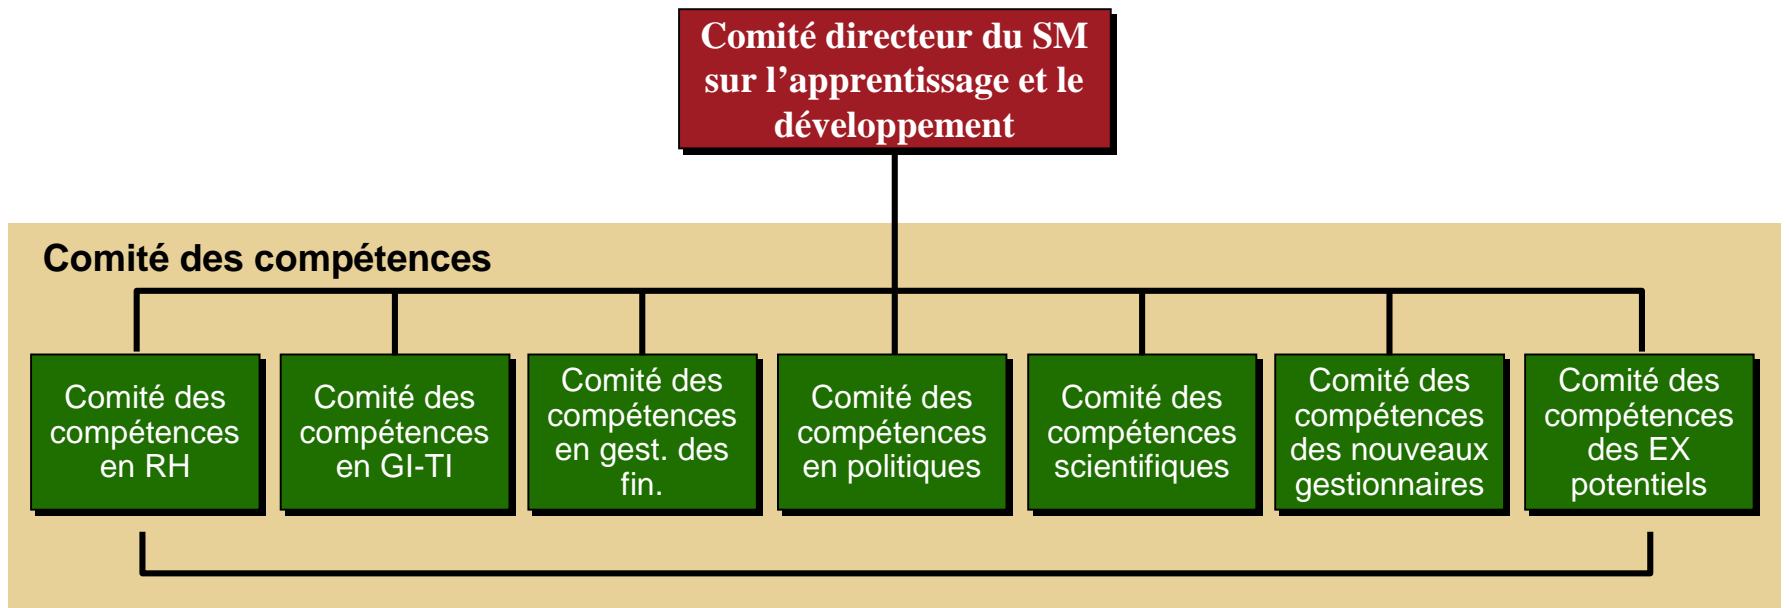 Comité directeur du SM
sur l’apprentissage et le
développement
Comité des compétences
Comité des
compétences
en RH
Comité des
compétences
en GI-TI
Comité des
compétences
en gest. des
fin.
Comité des
compétences
en politiques
Comité des
compétences
scientifiques
Comité des
compétences
des nouveaux
gestionnaires
Comité des
compétences
des EX
potentiels